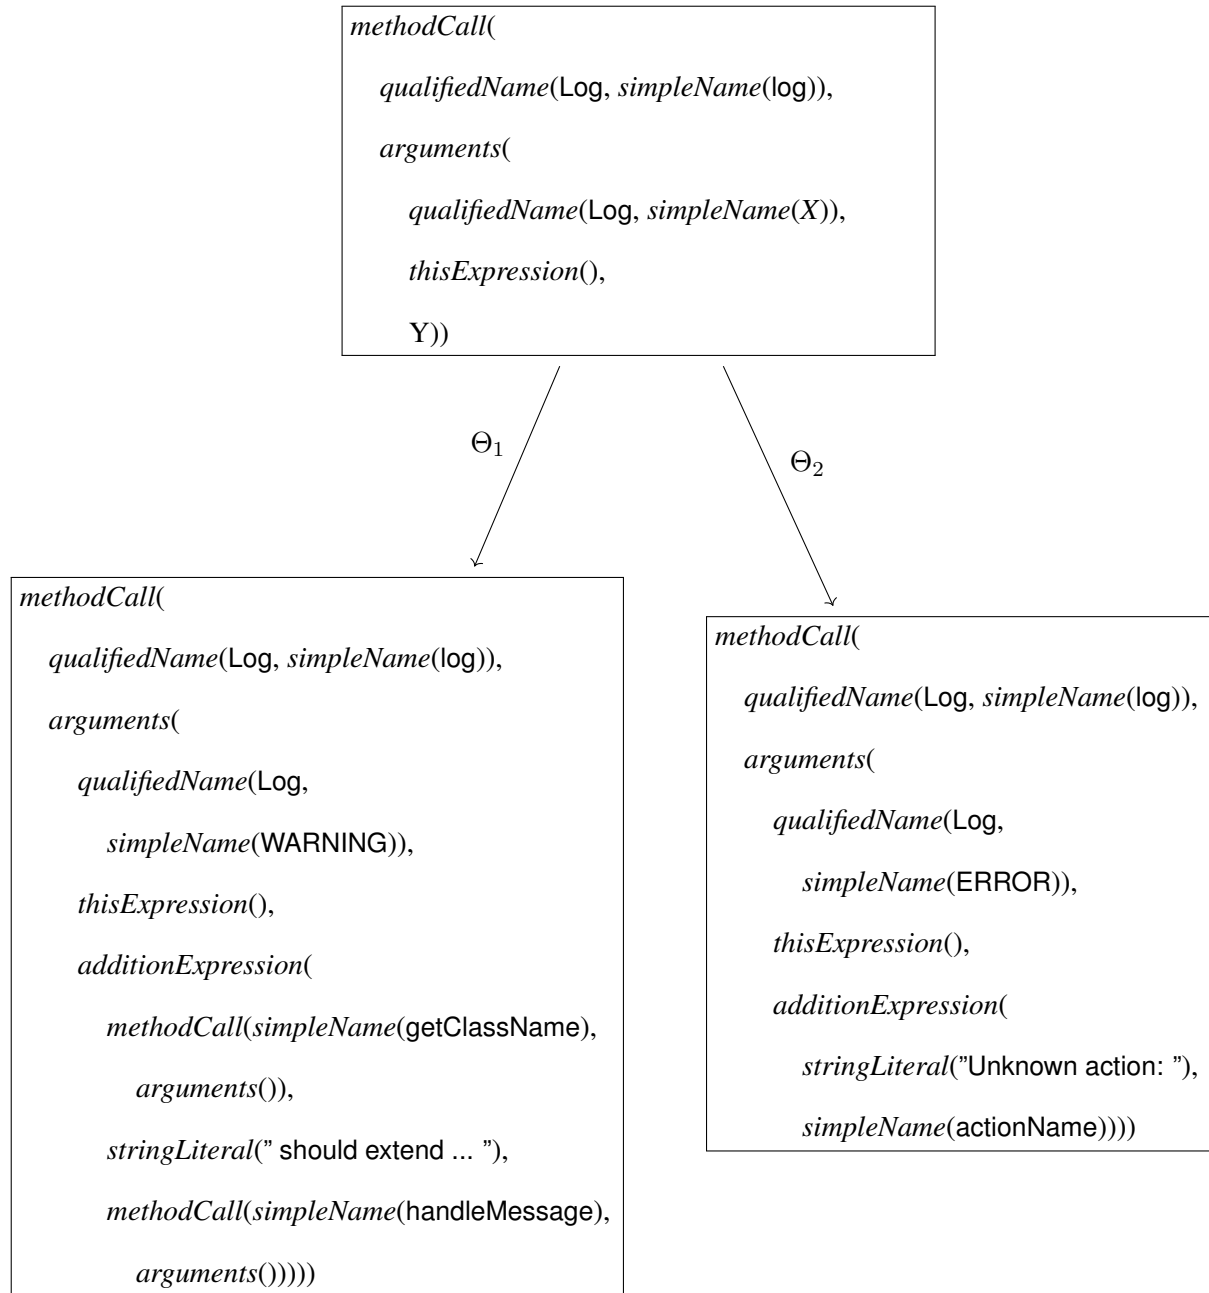 methodCall(
qualifiedName(Log, simpleName(log)),
arguments(
qualifiedName(Log, simpleName(X)),
thisExpression(),
Y))
Θ1
Θ2
methodCall(
qualifiedName(Log, simpleName(log)),
arguments(
qualifiedName(Log,
simpleName(WARNING)),
thisExpression(),
additionExpression(
methodCall(simpleName(getClassName),
arguments()),
stringLiteral(” should extend ... ”),
methodCall(simpleName(handleMessage),
arguments()))))
methodCall(
qualifiedName(Log, simpleName(log)),
arguments(
qualifiedName(Log,
simpleName(ERROR)),
thisExpression(),
additionExpression(
stringLiteral(”Unknown action: ”),
simpleName(actionName))))